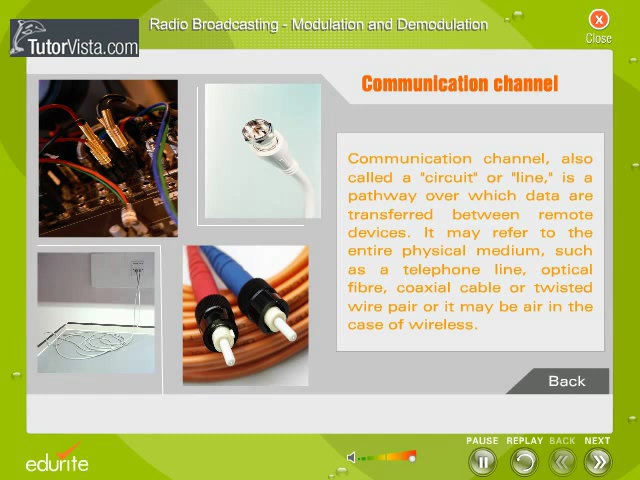 Radio Broadcasting - Modulation and Demodulation
X
Close
TutorVista.com
Communication channel
Communication channel, also
called a "circuit" or "line," is a
pathway over which data are
transferred between remote
devices. It may refer to the
entire physical medium, such
as a telephone line, optical
fibre, coaxial cable or twisted
wire pair or it may be air in the
case of wireless.
Back
PAUSE REPLAY BACK NEXT
edurite